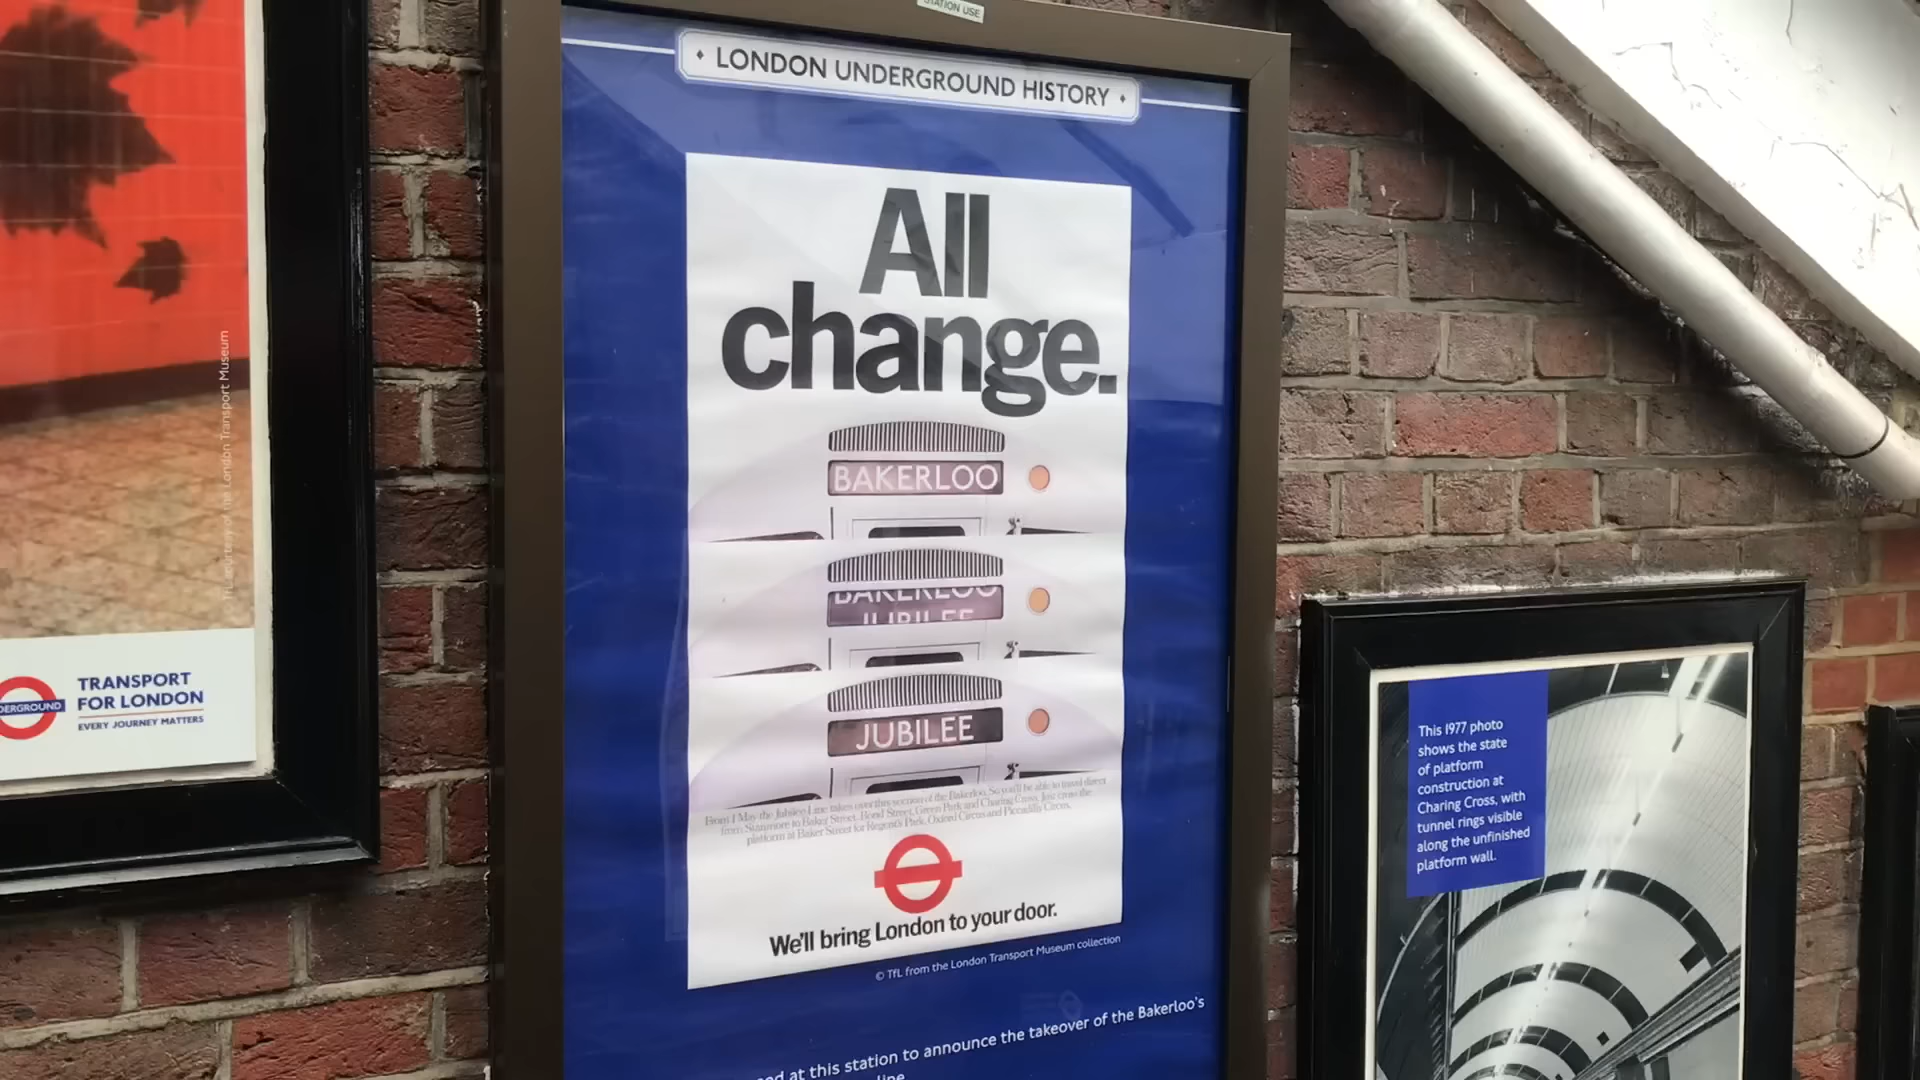 STATION USE
LONDON UNDERGROUND HISTORY
All
change.
BAKERLOO
BAKERLOO
JUBILEE
JUBILEE
From 1 May the Jubilee Line takes over this section of the Bakerloo. So you'll be able to travel direct
from Stanmore to Baker Street, Bond Street, Green Park and Charing Cross. Just cross the
platform at Baker Street for Regent's Park, Oxford Circus and Piccadilly Circus.
We'll bring London to your door.
© TfL from the London Transport Museum collection
at this station to announce the takeover of the Bakerloo's
line
courtesy of the London Transport Museum
DERGROUND
TRANSPORT
FOR LONDON
EVERY JOURNEY MATTERS
This 1977 photo
shows the state
of platform
construction at
Charing Cross, with
tunnel rings visible
along the unfinished
platform wall.